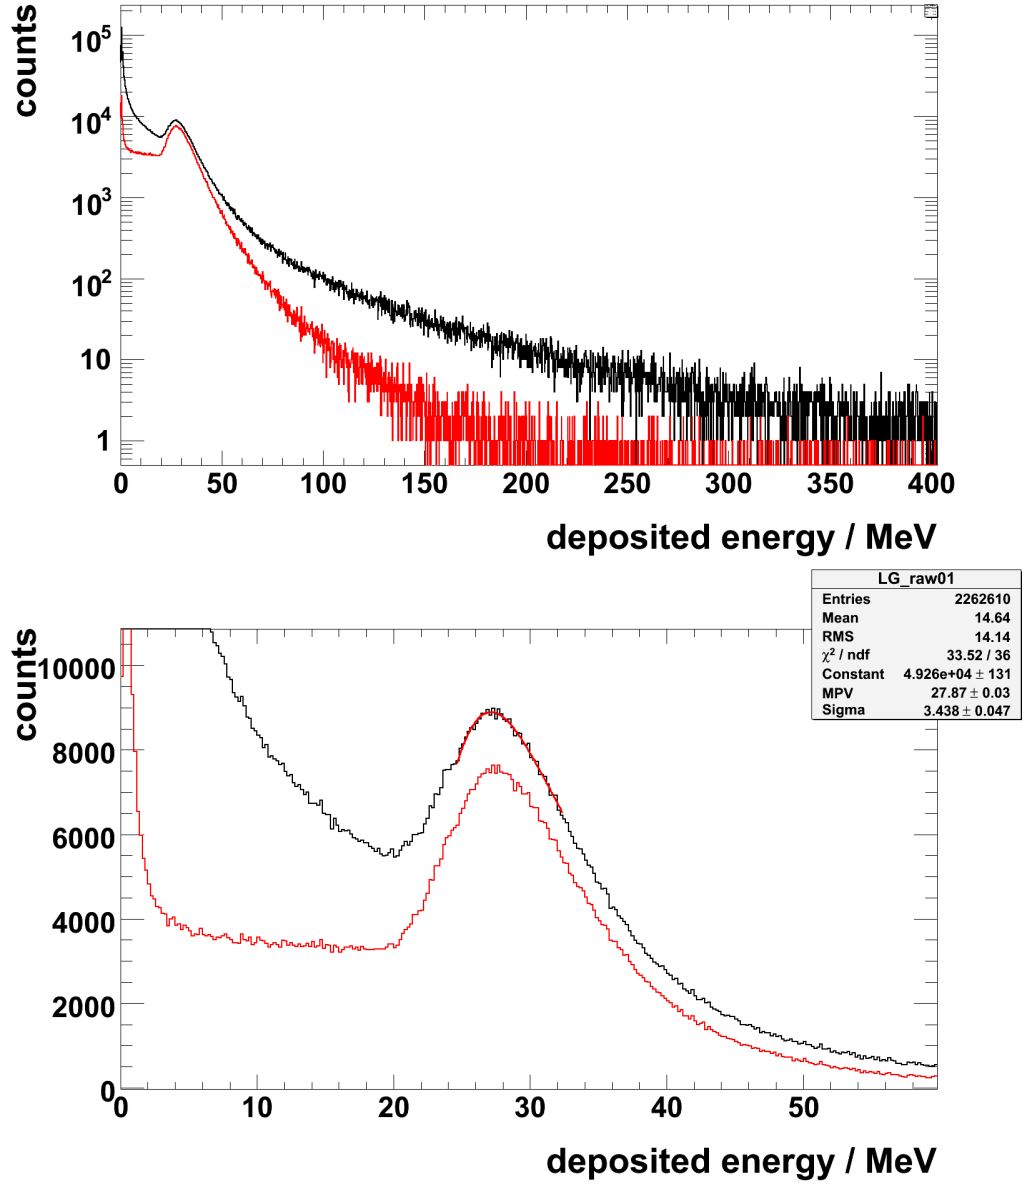 counts
10^5
10^4
10^3
10^2
10
1
0 50 100 150 200 250 300 350 400
deposited energy / MeV
LG_raw01
Entries 2262610
Mean 14.64
RMS 14.14
χ² / ndf 33.52 / 36
Constant 4.926e+04 ± 131
MPV 27.87 ± 0.03
Sigma 3.438 ± 0.047
counts
10000
8000
6000
4000
2000
0
0 10 20 30 40 50
deposited energy / MeV